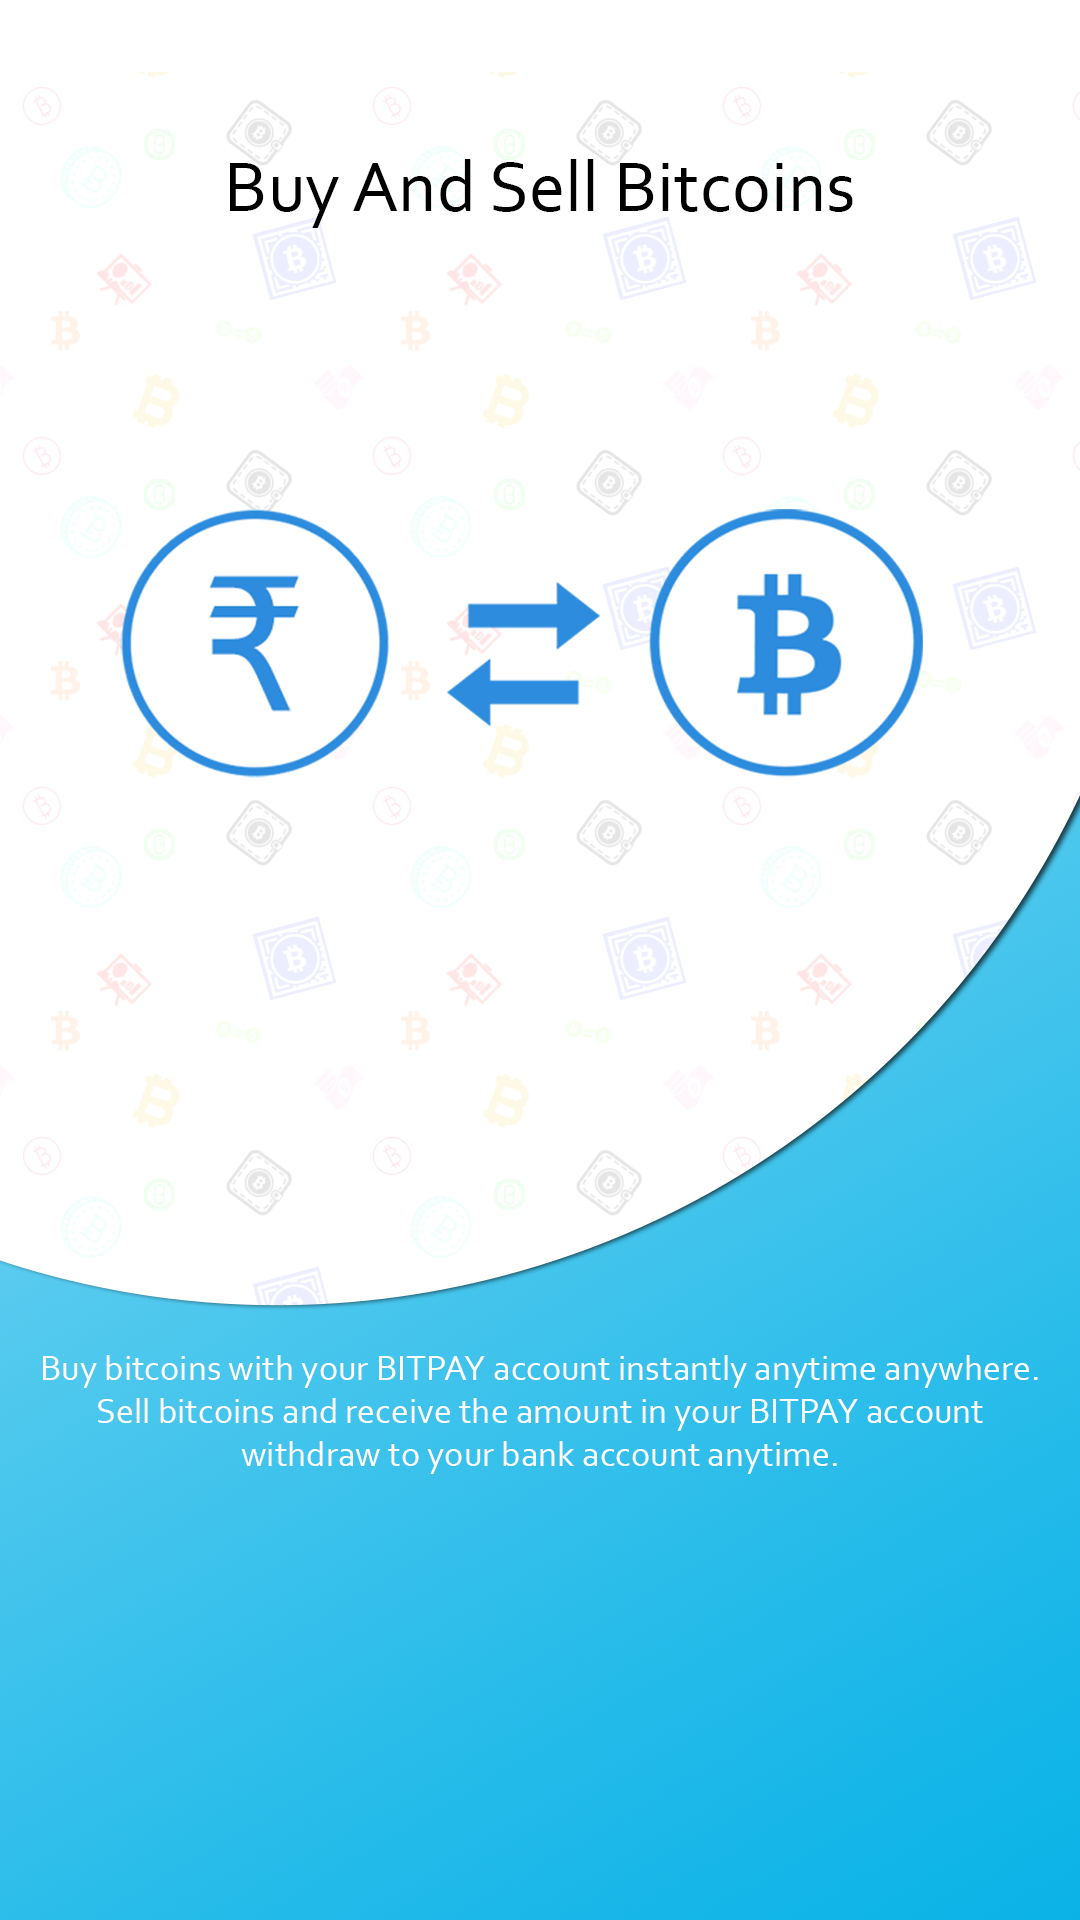 Buy And Sell Bitcoins
₹
Buy bitcoins with your BITPAY account instantly anytime anywhere.
Sell bitcoins and receive the amount in your BITPAY account
withdraw to your bank account anytime.